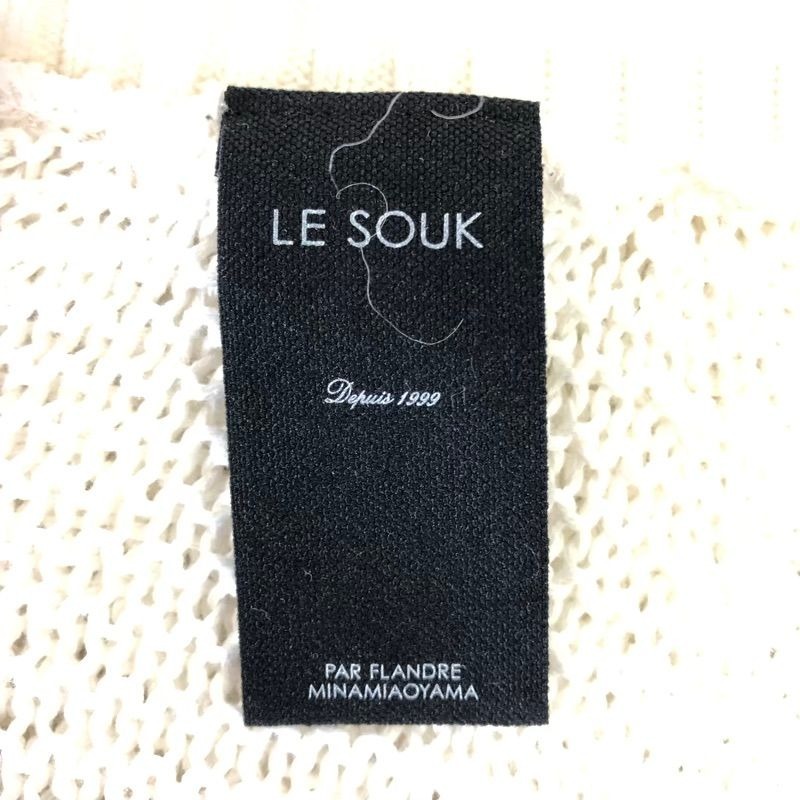 LE SOUK
Depuis 1999
PAR FLANDRE
MINAMIAOYAMA